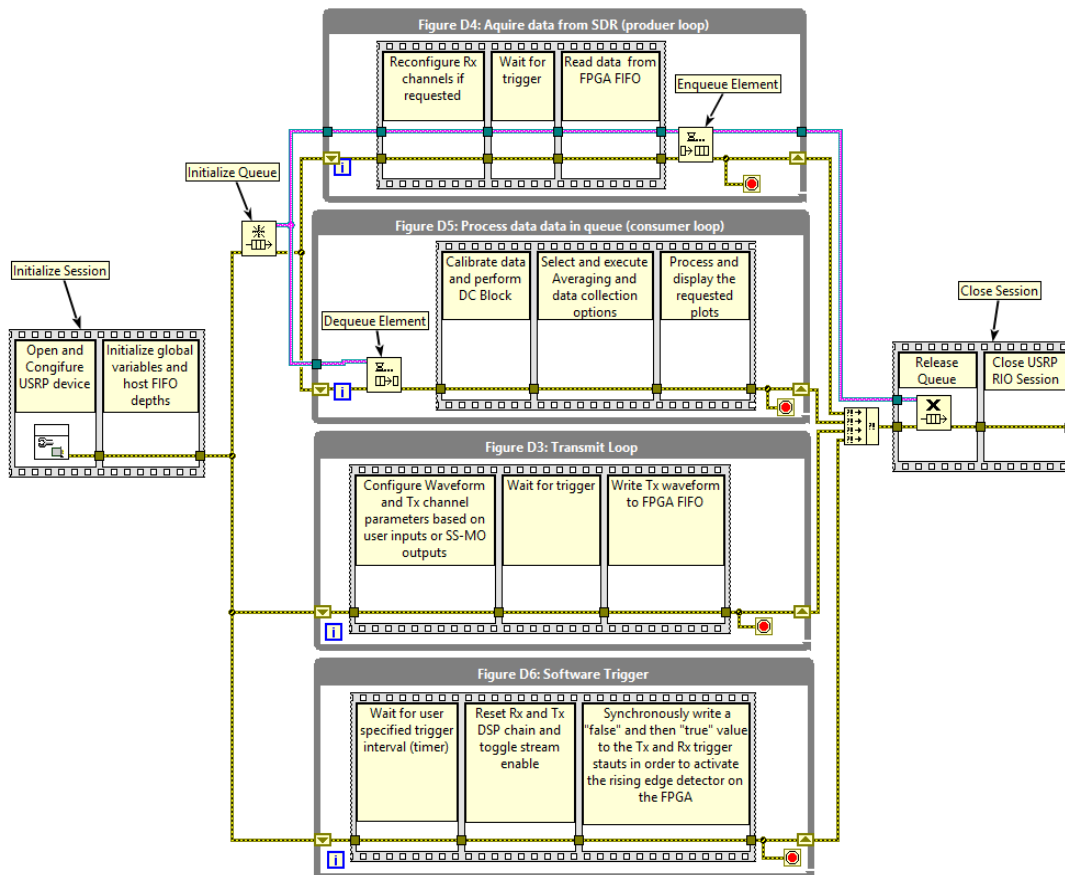 Figure D4: Aquire data from SDR (produer loop)
Reconfigure Rx
channels if
requested
Wait for
trigger
Read data from
FPGA FIFO
Enqueue Element
i
Initialize Queue
Figure D5: Process data data in queue (consumer loop)
Calibrate data
and perform
DC Block
Select and execute
Averaging and
data collection
options
Process and
display the
requested
plots
Dequeue Element
i
Initialize Session
Open and
Congifure
USRP device
Initialize global
variables and
host FIFO
depths
Close Session
Release
Queue
Close USRP
RIO Session
Figure D3: Transmit Loop
Configure Waveform
and Tx channel
parameters based on
user inputs or SS-MO
outputs
Wait for trigger
Write Tx waveform
to FPGA FIFO
i
Figure D6: Software Trigger
Wait for user
specified trigger
interval (timer)
Reset Rx and Tx
DSP chain and
toggle stream
enable
Synchronously write a
"false" and then "true" value
to the Tx and Rx trigger
stauts in order to activate
the rising edge detector on
the FPGA
i